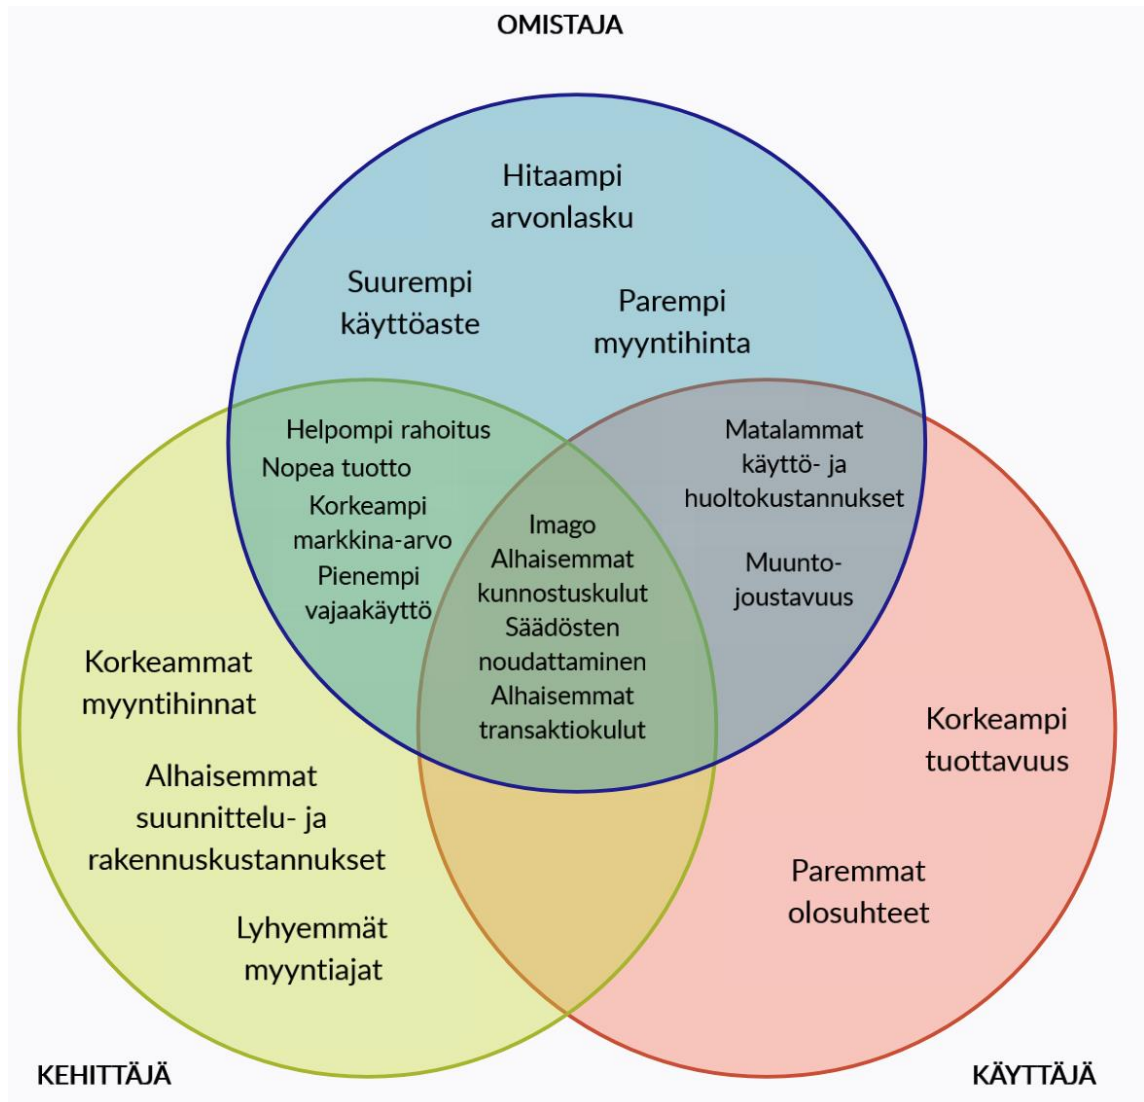 OMISTAJA
Hitaampi
arvonlasku
Suurempi
käyttöaste
Parempi
myyntihinta
Helpompi rahoitus
Nopea tuotto
Korkeampi
markkina-arvo
Pienempi
vajaakäyttö
Imago
Alhaisemmat
kunnostuskulut
Säädösten
noudattaminen
Alhaisemmat
transaktiokulut
Matalammat
käyttö- ja
huoltokustannukset
Muunto-
joustavuus
Korkeammat
myyntihinnat
Alhaisemmat
suunnittelu- ja
rakennuskustannukset
Lyhyemmät
myyntiajat
Korkeampi
tuottavuus
Paremmat
olosuhteet
KEHITTÄJÄ
KÄYTTÄJÄ